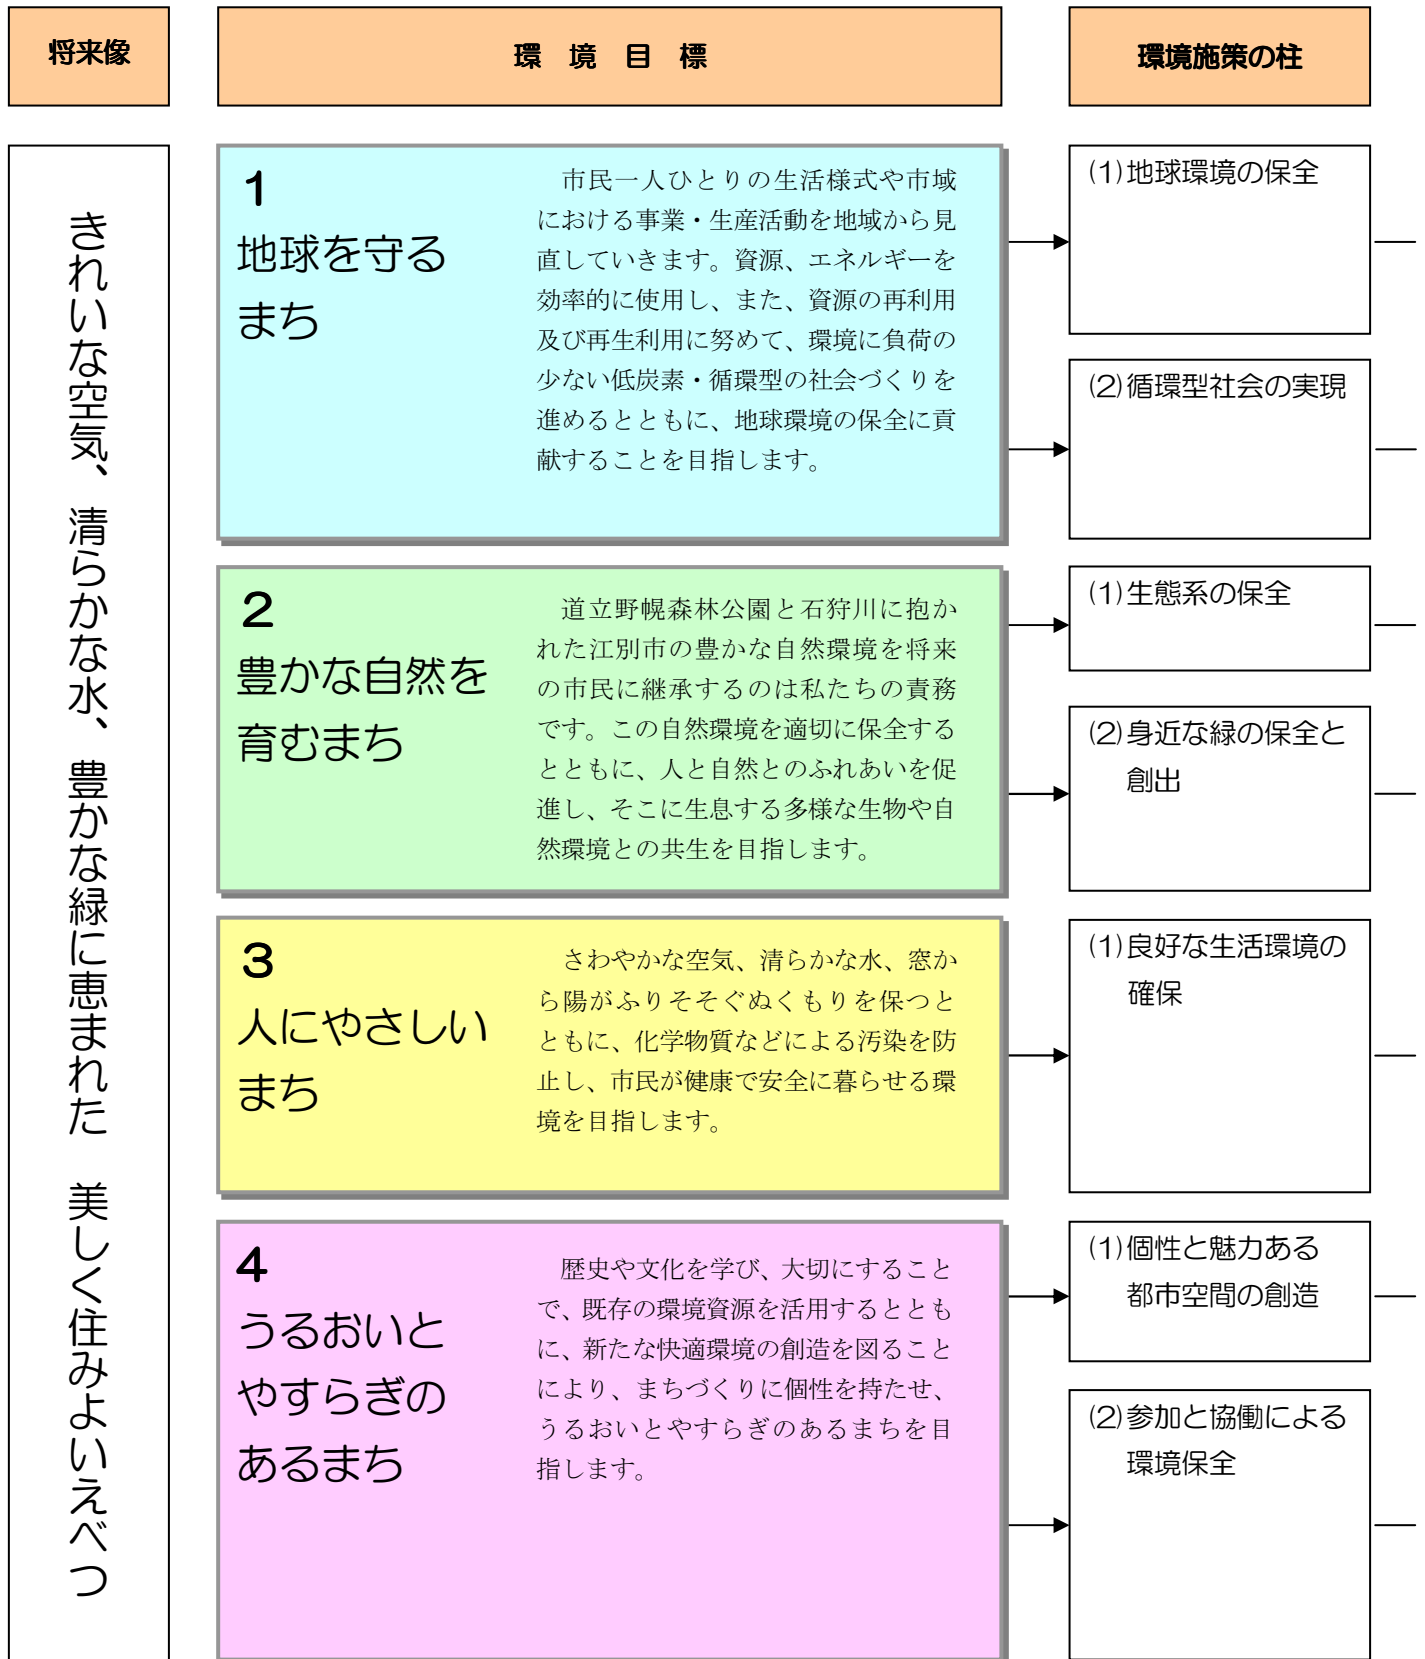 将来像
環境目標
環境施策の柱
きれいな空気、清らかな水、豊かな緑に恵まれた　美しく住みよいえべつ
1
地球を守る
まち
市民一人ひとりの生活様式や市域
における事業・生産活動を地域から見
直していきます。資源、エネルギーを
効率的に使用し、また、資源の再利用
及び再生利用に努めて、環境に負荷の
少ない低炭素・循環型の社会づくりを
進めるとともに、地球環境の保全に貢
献することを目指します。
(1)地球環境の保全
(2)循環型社会の実現
2
豊かな自然を
育むまち
道立野幌森林公園と石狩川に抱か
れた江別市の豊かな自然環境を将来
の市民に継承するのは私たちの責務
です。この自然環境を適切に保全する
とともに、人と自然とのふれあいを促
進し、そこに生息する多様な生物や自
然環境との共生を目指します。
(1)生態系の保全
(2)身近な緑の保全と
創出
3
人にやさしい
まち
さわやかな空気、清らかな水、窓か
ら陽がふりそそぐぬくもりを保つと
ともに、化学物質などによる汚染を防
止し、市民が健康で安全に暮らせる環
境を目指します。
(1)良好な生活環境の
確保
4
うるおいと
やすらぎの
あるまち
歴史や文化を学び、大切にすること
で、既存の環境資源を活用するととも
に、新たな快適環境の創造を図ること
により、まちづくりに個性を持たせ、
うるおいとやすらぎのあるまちを目
指します。
(1)個性と魅力ある
都市空間の創造
(2)参加と協働による
環境保全